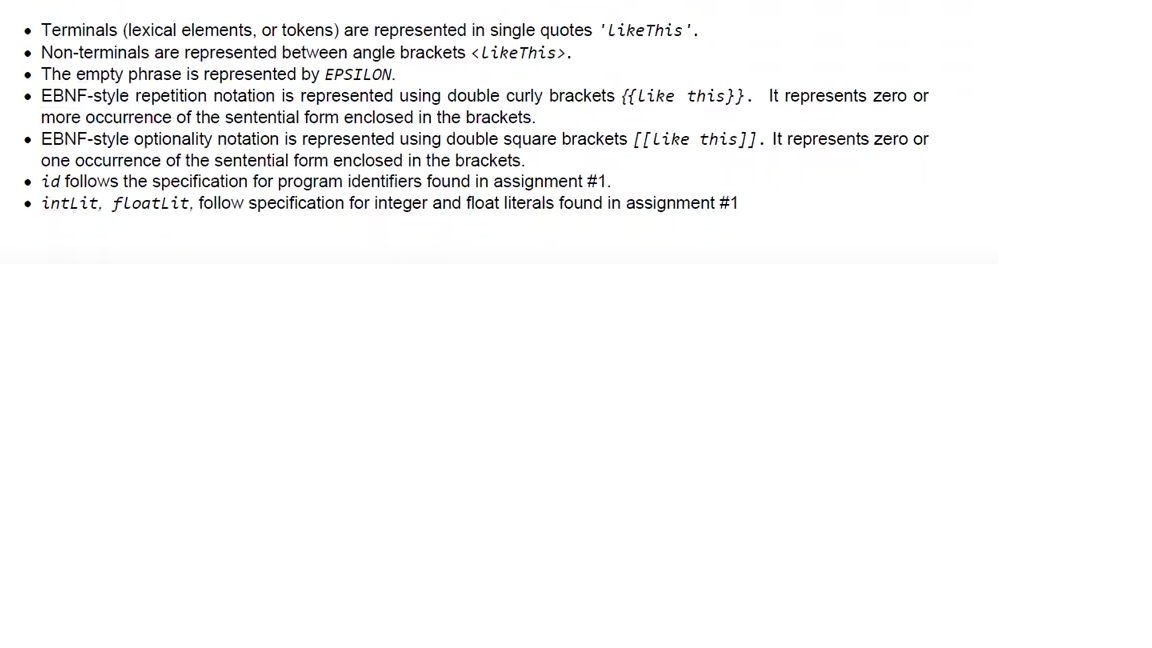 • Terminals (lexical elements, or tokens) are represented in single quotes 'likeThis'.
• Non-terminals are represented between angle brackets <likeThis>.
• The empty phrase is represented by EPSILON.
• EBNF-style repetition notation is represented using double curly brackets {{like this}}. It represents zero or
more occurrence of the sentential form enclosed in the brackets.
• EBNF-style optionality notation is represented using double square brackets [[like this]]. It represents zero or
one occurrence of the sentential form enclosed in the brackets.
• id follows the specification for program identifiers found in assignment #1.
• intLit, floatLit, follow specification for integer and float literals found in assignment #1